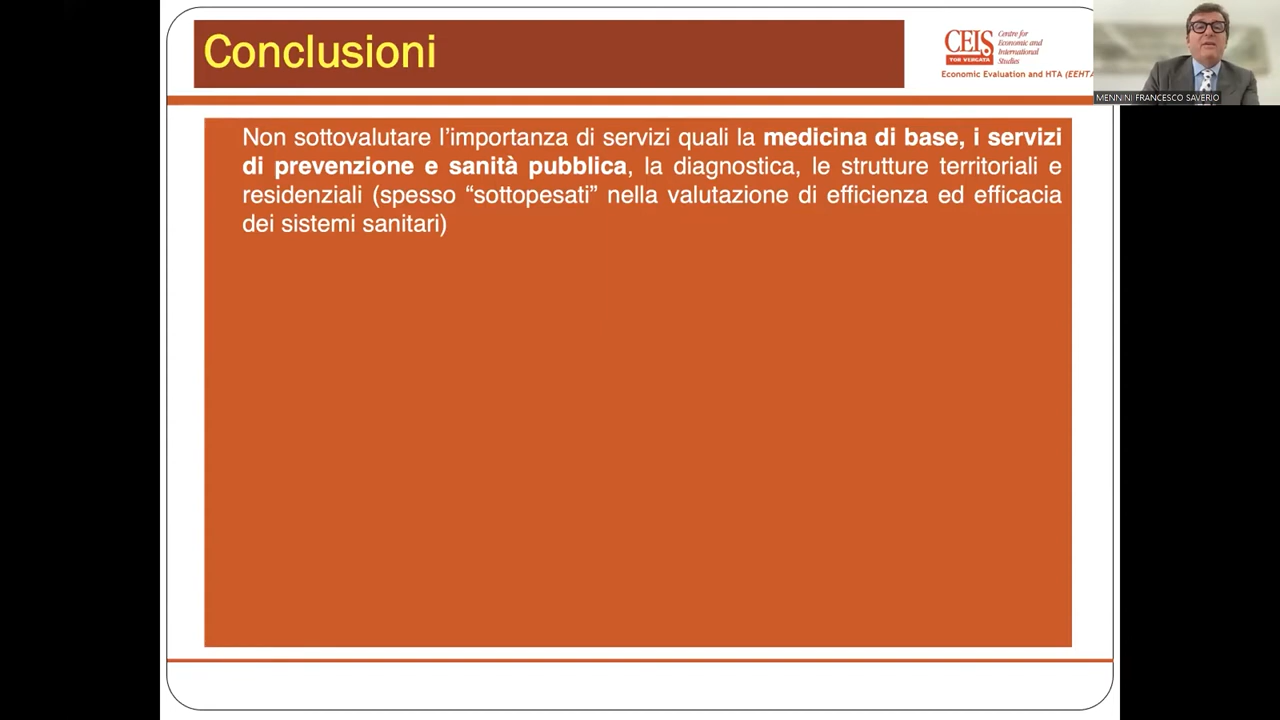 Conclusioni
CEIS
TOR VERGATA
Centre for
Economic and
International
Studies
Economic Evaluation and HTA (EEHTA
MENNINI FRANCESCO SAVERIO
Non sottovalutare l’importanza di servizi quali la medicina di base, i servizi
di prevenzione e sanità pubblica, la diagnostica, le strutture territoriali e
residenziali (spesso “sottopesati” nella valutazione di efficienza ed efficacia
dei sistemi sanitari)